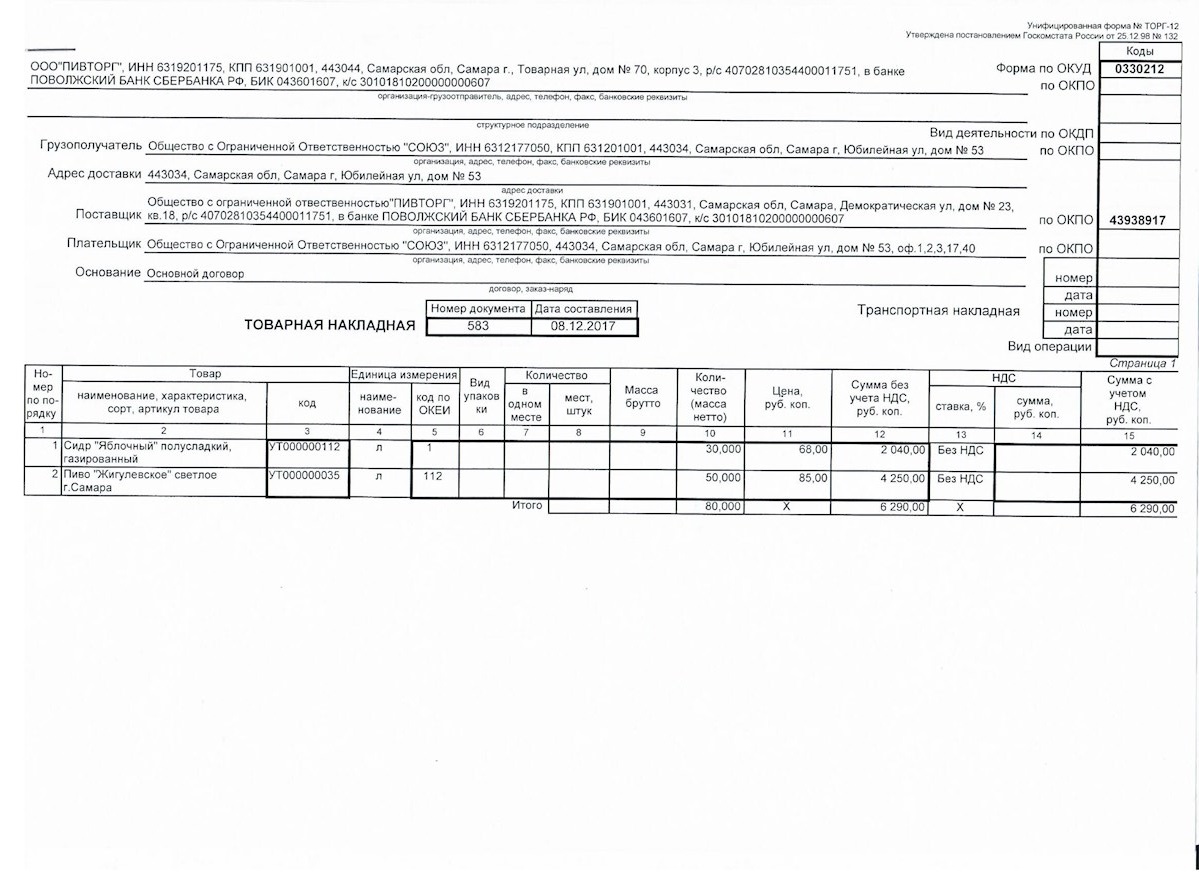 Унифицированная форма № ТОРГ-12
Утверждена постановлением Госкомстата России от 25.12.98 № 132
Коды
Форма по ОКУД 0330212
ООО"ПИВТОРГ", ИНН 6319201175, КПП 631901001, 443044, Самарская обл, Самара г., Товарная ул, дом № 70, корпус 3, р/с 40702810354400011751, в банке
ПОВОЛЖСКИЙ БАНК СБЕРБАНКА РФ, БИК 043601607, к/с 30101810200000000607
по ОКПО
организация-грузоотправитель, адрес, телефон, факс, банковские реквизиты
структурное подразделение
Вид деятельности по ОКДП
Грузополучатель Общество с Ограниченной Ответственностью "СОЮЗ", ИНН 6312177050, КПП 631201001, 443034, Самарская обл, Самара г, Юбилейная ул, дом № 53 по ОКПО
организация, адрес, телефон, факс, банковские реквизиты
Адрес доставки 443034, Самарская обл, Самара г, Юбилейная ул, дом № 53
адрес доставки
Общество с ограниченной отвественностью"ПИВТОРГ", ИНН 6319201175, КПП 631901001, 443031, Самарская обл, Самара, Демократическая ул, дом № 23,
Поставщик кв.18, р/с 40702810354400011751, в банке ПОВОЛЖСКИЙ БАНК СБЕРБАНКА РФ, БИК 043601607, к/с 30101810200000000607 по ОКПО 43938917
организация, адрес, телефон, факс, банковские реквизиты
Плательщик Общество с Ограниченной Ответственностью "СОЮЗ", ИНН 6312177050, 443034, Самарская обл, Самара г, Юбилейная ул, дом № 53, оф.1,2,3,17,40 по ОКПО
организация, адрес, телефон, факс, банковские реквизиты
Основание Основной договор номер
договор, заказ-наряд
дата
Номер документа Дата составления
Транспортная накладная номер
ТОВАРНАЯ НАКЛАДНАЯ 583 08.12.2017
дата
Вид операции
Страница 1
Но-
мер
по по-
рядку
Товар
наименование, характеристика,
сорт, артикул товара
код
Единица измерения
наиме-
нование
код по
ОКЕИ
Вид
упаков
ки
Количество
в
одном
месте
мест,
штук
Масса
брутто
Коли-
чество
(масса
нетто)
Цена,
руб. коп.
Сумма без
учета НДС,
руб. коп.
НДС
ставка, %
сумма,
руб. коп.
Сумма с
учетом
НДС,
руб. коп.
1 2 3 4 5 6 7 8 9 10 11 12 13 14 15
1 Сидр "Яблочный" полусладкий, УТ000000112 л 1 30,000 68,00 2 040,00 Без НДС 2 040,00
газированный
2 Пиво "Жигулевское" светлое УТ000000035 л 112 50,000 85,00 4 250,00 Без НДС 4 250,00
г.Самара
Итого 80,000 X 6 290,00 X 6 290,00